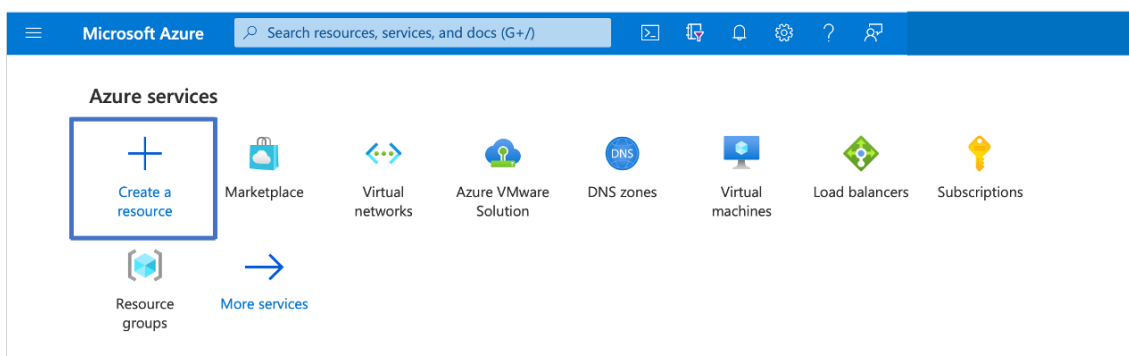 Microsoft Azure
Search resources, services, and docs (G+/)
Azure services
Create a
resource
Marketplace
Virtual
networks
Azure VMware
Solution
DNS
DNS zones
Virtual
machines
Load balancers
Subscriptions
Resource
groups
More services